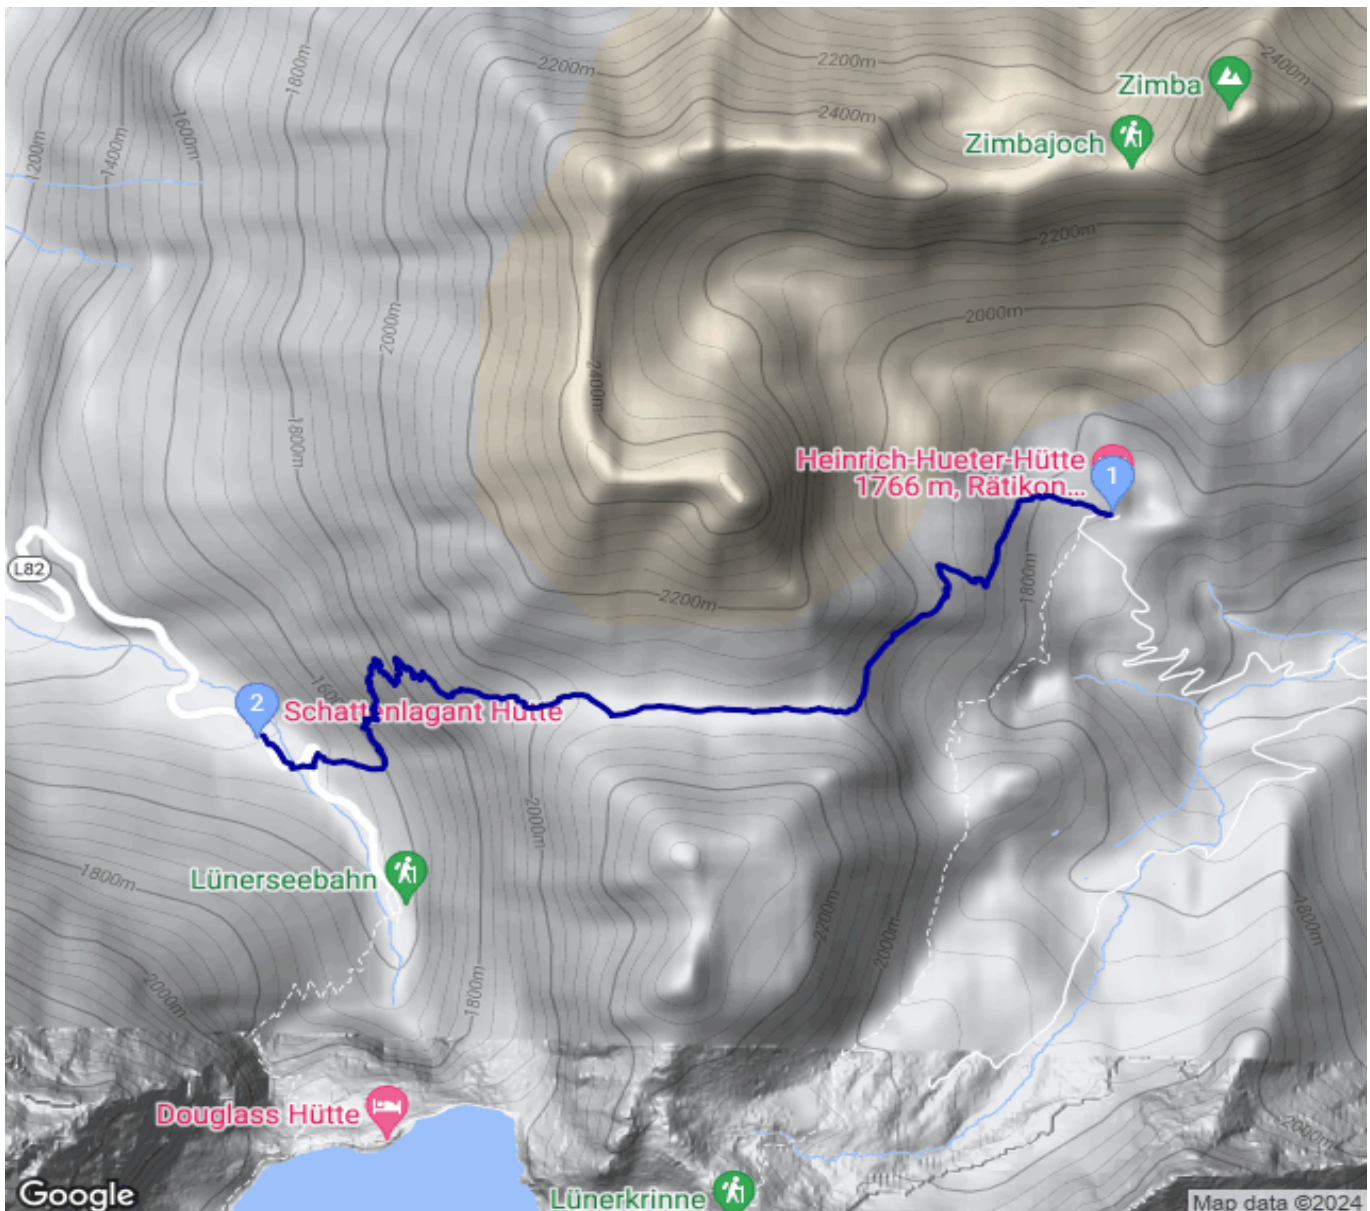 1800m
2200m
2200m
2400m
Zimba
1600m
2400m
1200m
1400m
Zimbajoch
2200m
2000m
2000m
2400m
1800m
Heinrich-Hueter-Hütte
1766 m, Rätikon...
1
L82
1800m
2200m
2
Schattenlagant Hütte
2000m
Lünerseebahn
1800m
2200m
2000m
1800m
2000m
1800m
Douglass Hütte
2000m
Lünerkrinne
Google
Map data ©2024